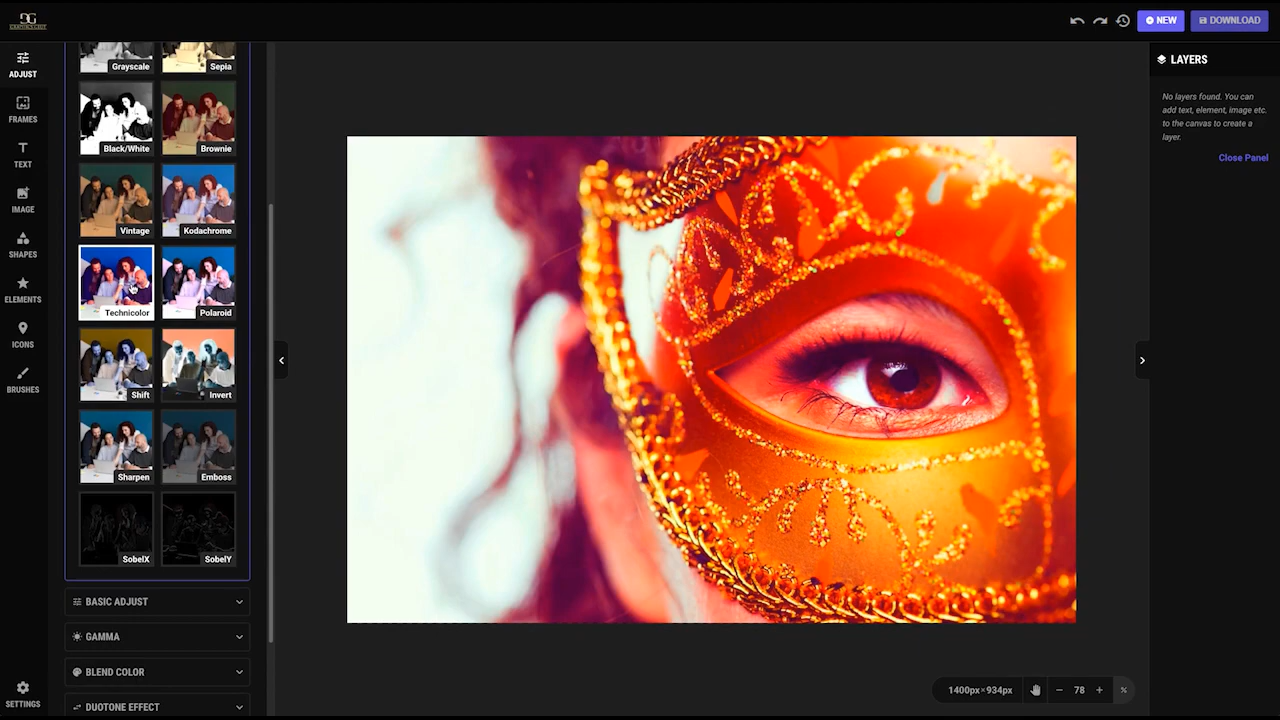 NEW
DOWNLOAD
ADJUST
FRAMES
TEXT
IMAGE
SHAPES
ELEMENTS
ICONS
BRUSHES
SETTINGS
Grayscale
Sepia
Black/White
Brownie
Vintage
Kodachrome
Technicolor
Polaroid
Shift
Invert
Sharpen
Emboss
SobelX
SobelY
BASIC ADJUST
GAMMA
BLEND COLOR
DUOTONE EFFECT
1400px×934px
78
%
LAYERS
No layers found. You can
add text, element, image etc.
to the canvas to create a
layer.
Close Panel